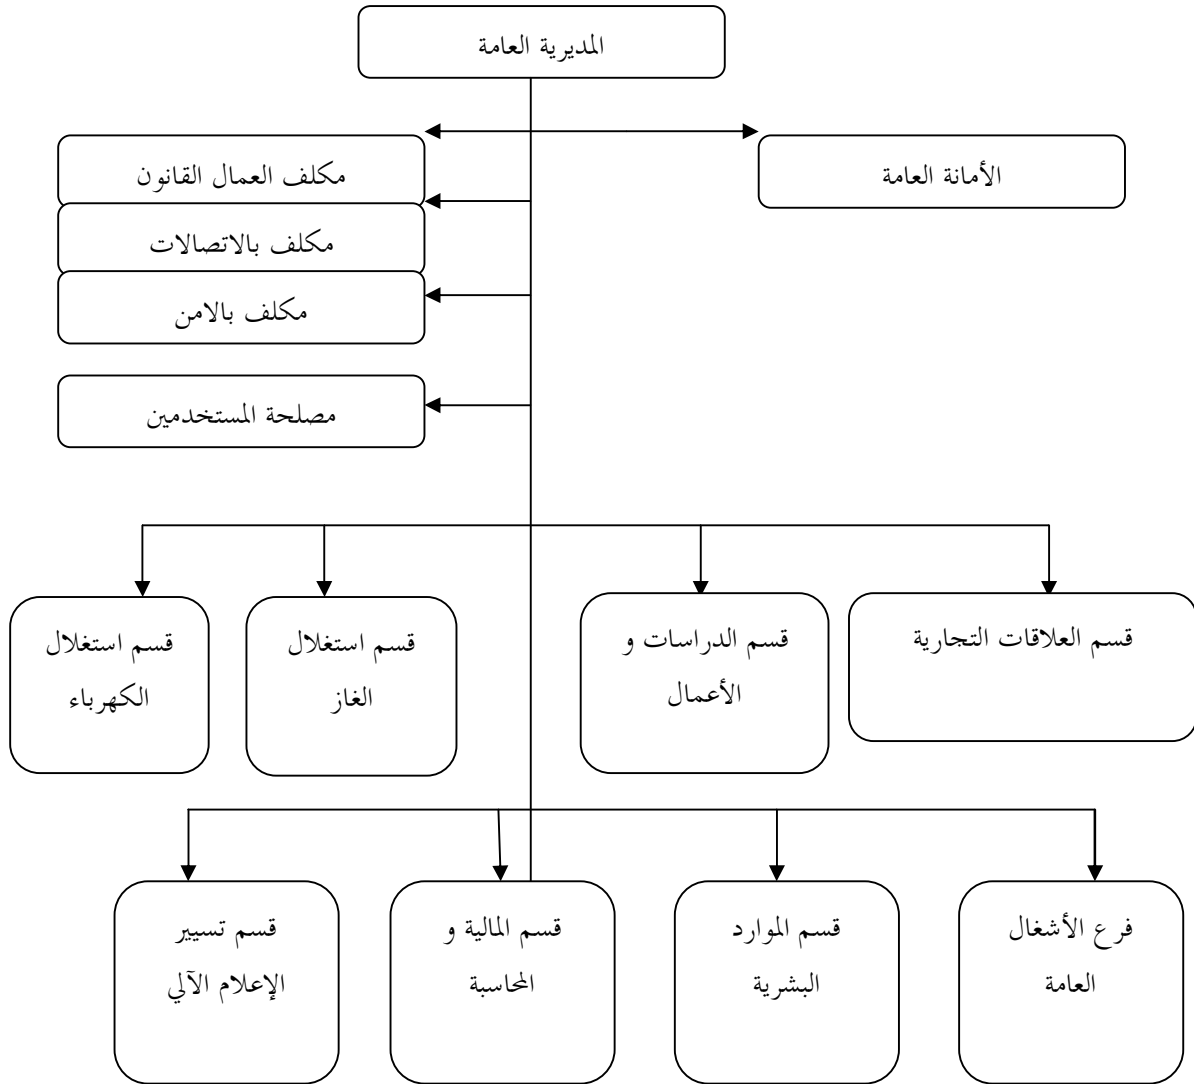 المديرية العامة
الأمانة العامة
مكلف العمال القانون
مكلف بالاتصالات
مكلف بالامن
مصلحة المستخدمين
قسم العلاقات التجارية
قسم الدراسات و
الأعمال
قسم استغلال
الغاز
قسم استغلال
الكهرباء
فرع الأشغال
العامة
قسم الموارد
البشرية
قسم المالية و
المحاسبة
قسم تسيير
الإعلام الآلي